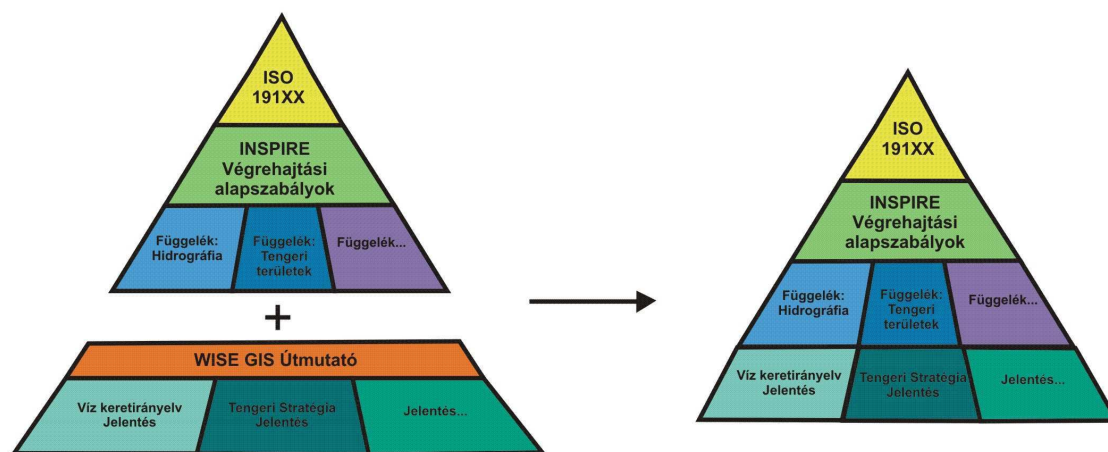 ISO
191XX
INSPIRE
Végrehajtási
alapszabályok
Függelék:
Hidrográfia
Függelék:
Tengeri
területek
Függelék...
+
WISE GIS Útmutató
Víz keretirányelv
Jelentés
Tengeri Stratégia
Jelentés
Jelentés...
ISO
191XX
INSPIRE
Végrehajtási
alapszabályok
Függelék:
Hidrográfia
Függelék:
Tengeri
területek
Függelék...
Víz keretirányelv
Jelentés
Tengeri Stratégia
Jelentés
Jelentés...